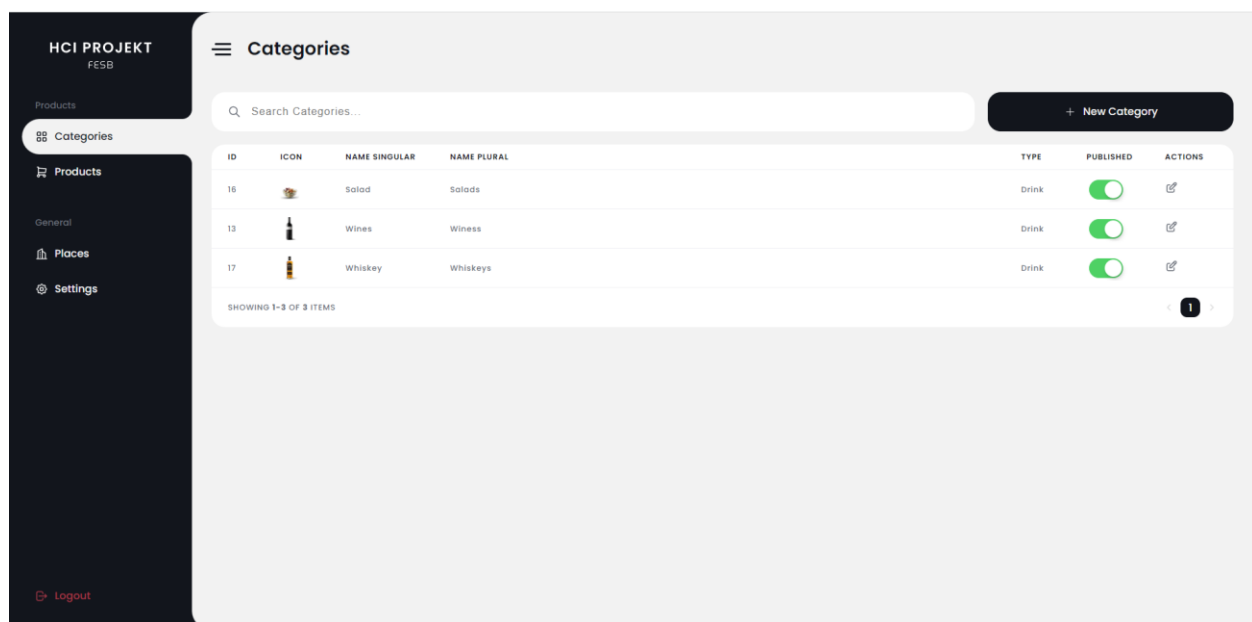 HCI PROJEKT
FESB
Products
Categories
Products
General
Places
Settings
Logout
Categories
Search Categories...
+ New Category
ID ICON NAME SINGULAR NAME PLURAL TYPE PUBLISHED ACTIONS
16 Salad Salads Drink
13 Wines Winess Drink
17 Whiskey Whiskeys Drink
SHOWING 1-3 OF 3 ITEMS < 1 >